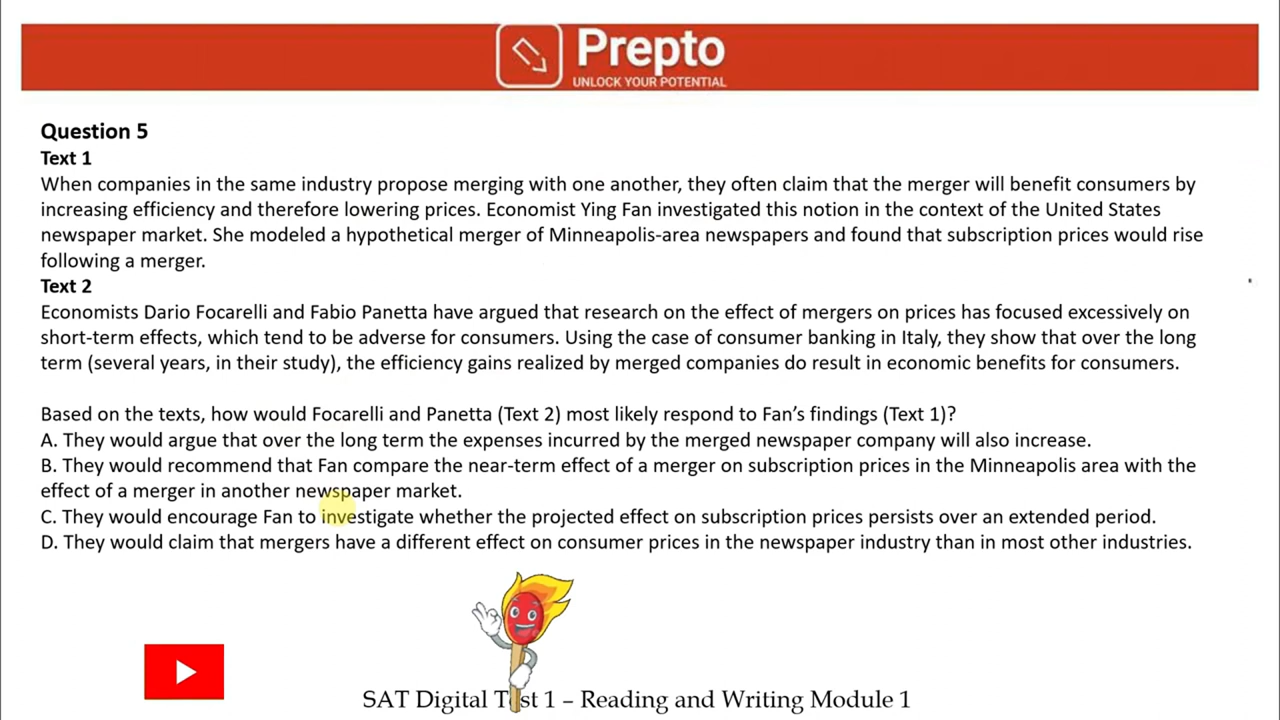 Prepto
UNLOCK YOUR POTENTIAL
Question 5
Text 1
When companies in the same industry propose merging with one another, they often claim that the merger will benefit consumers by
increasing efficiency and therefore lowering prices. Economist Ying Fan investigated this notion in the context of the United States
newspaper market. She modeled a hypothetical merger of Minneapolis-area newspapers and found that subscription prices would rise
following a merger.
Text 2
Economists Dario Focarelli and Fabio Panetta have argued that research on the effect of mergers on prices has focused excessively on
short-term effects, which tend to be adverse for consumers. Using the case of consumer banking in Italy, they show that over the long
term (several years, in their study), the efficiency gains realized by merged companies do result in economic benefits for consumers.
Based on the texts, how would Focarelli and Panetta (Text 2) most likely respond to Fan's findings (Text 1)?
A. They would argue that over the long term the expenses incurred by the merged newspaper company will also increase.
B. They would recommend that Fan compare the near-term effect of a merger on subscription prices in the Minneapolis area with the
effect of a merger in another newspaper market.
C. They would encourage Fan to investigate whether the projected effect on subscription prices persists over an extended period.
D. They would claim that mergers have a different effect on consumer prices in the newspaper industry than in most other industries.
SAT Digital Test 1 – Reading and Writing Module 1